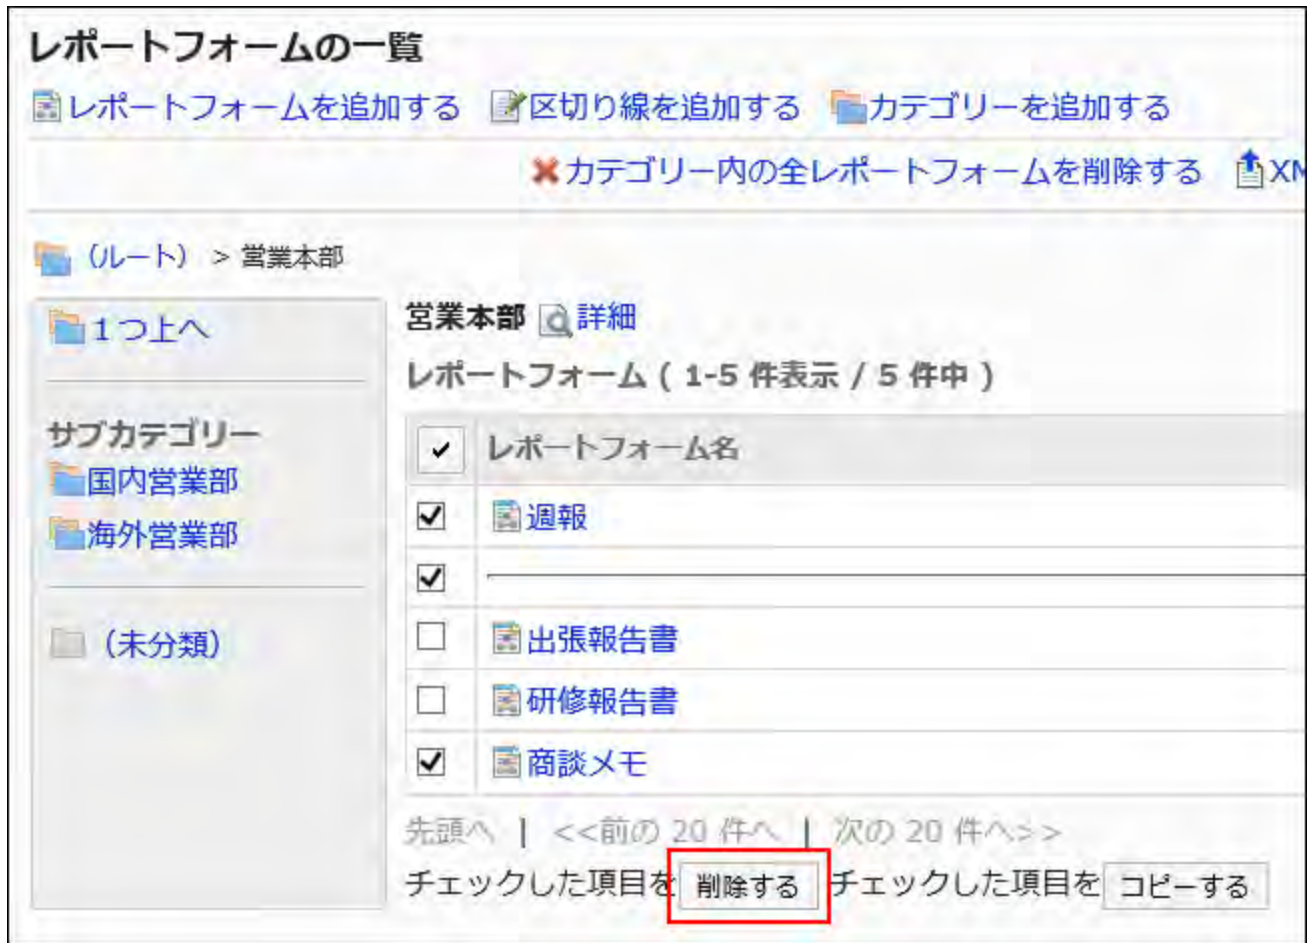 レポートフォームの一覧
レポートフォームを追加する 区切り線を追加する カテゴリーを追加する
カテゴリー内の全レポートフォームを削除する XM
（ルート） > 営業本部
1つ上へ
サブカテゴリー
国内営業部
海外営業部
（未分類）
営業本部 詳細
レポートフォーム ( 1-5 件表示 / 5 件中 )
レポートフォーム名
週報
出張報告書
研修報告書
商談メモ
先頭へ | <<前の 20 件へ | 次の 20 件へ>>
チェックした項目を 削除する チェックした項目を コピーする